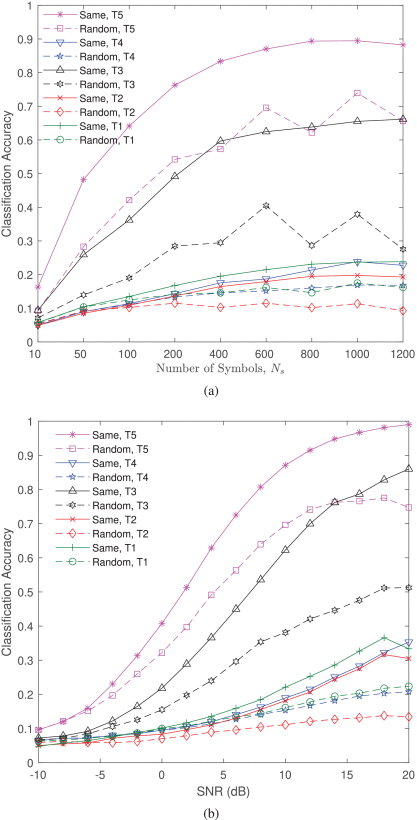 1
0.9
0.8
0.7
0.6
0.5
0.4
0.3
0.2
0.1
0
Classification Accuracy
Same, T5
Random, T5
Same, T4
Random, T4
Same, T3
Random, T3
Same, T2
Random, T2
Same, T1
Random, T1
10 50 100 200 400 600 800 1000 1200
Number of Symbols, Ns
(a)
1
0.9
0.8
0.7
0.6
0.5
0.4
0.3
0.2
0.1
0
Classification Accuracy
Same, T5
Random, T5
Same, T4
Random, T4
Same, T3
Random, T3
Same, T2
Random, T2
Same, T1
Random, T1
-10 -5 0 5 10 15 20
SNR (dB)
(b)